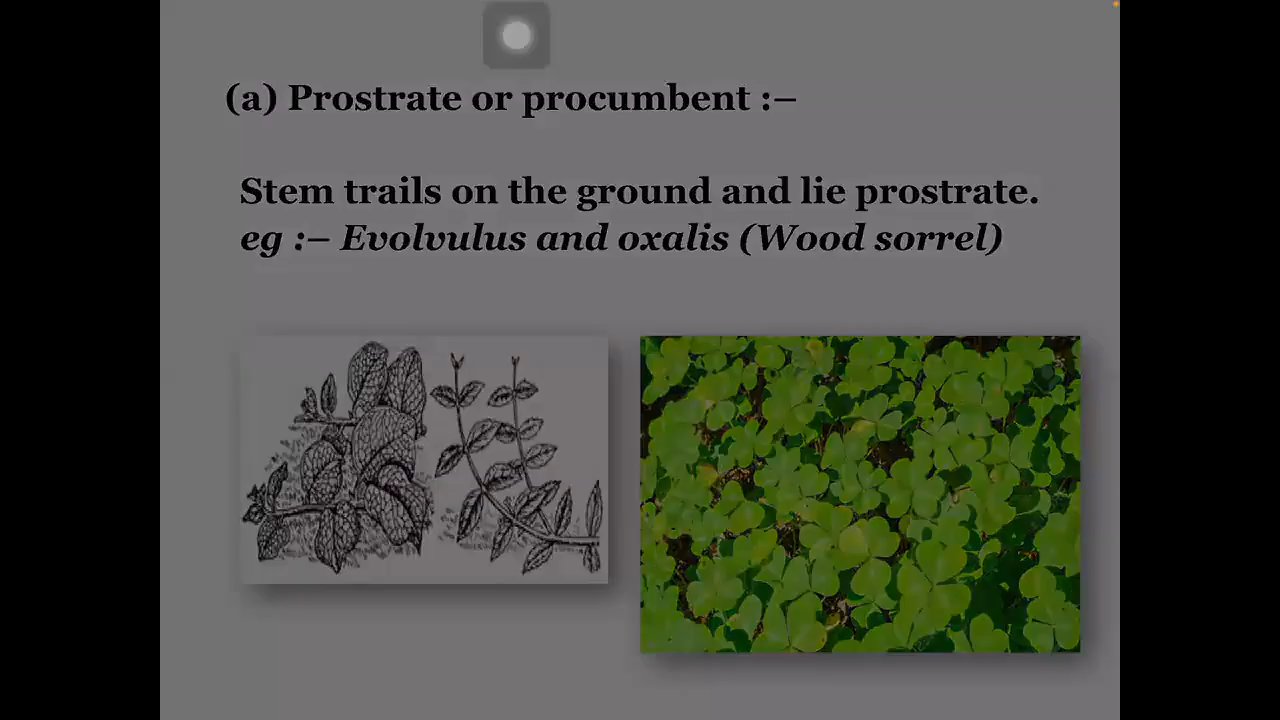 (a) Prostrate or procumbent :–
Stem trails on the ground and lie prostrate.
eg :– Evolvulus and oxalis (Wood sorrel)